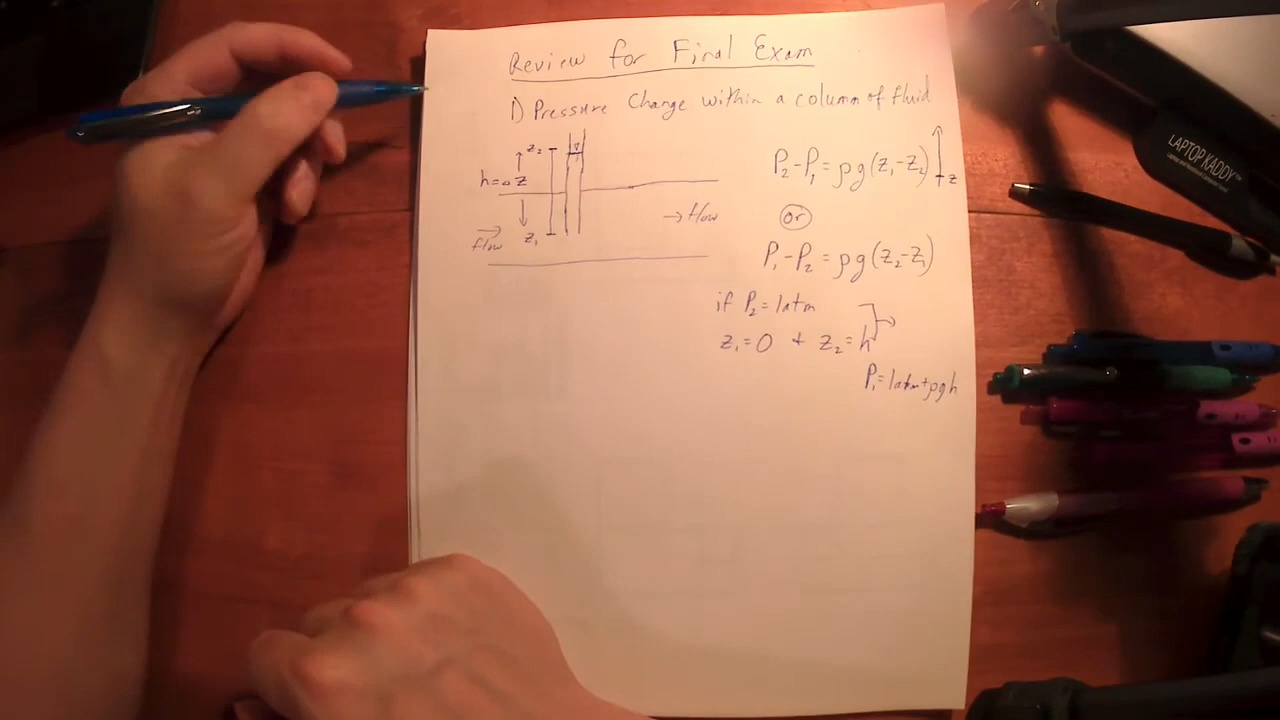 Review for Final Exam
1) Pressure Change within a column of fluid
z₂
h=ΔZ
z₁
flow
→ flow
P₂-P₁=ρg(z₁-z₂)
z
or
P₁-P₂=ρg(z₂-z₁)
if P₂=1atm
z₁=0 + z₂=h
P₁=1atm+ρgh
LAPTOP KADDY™